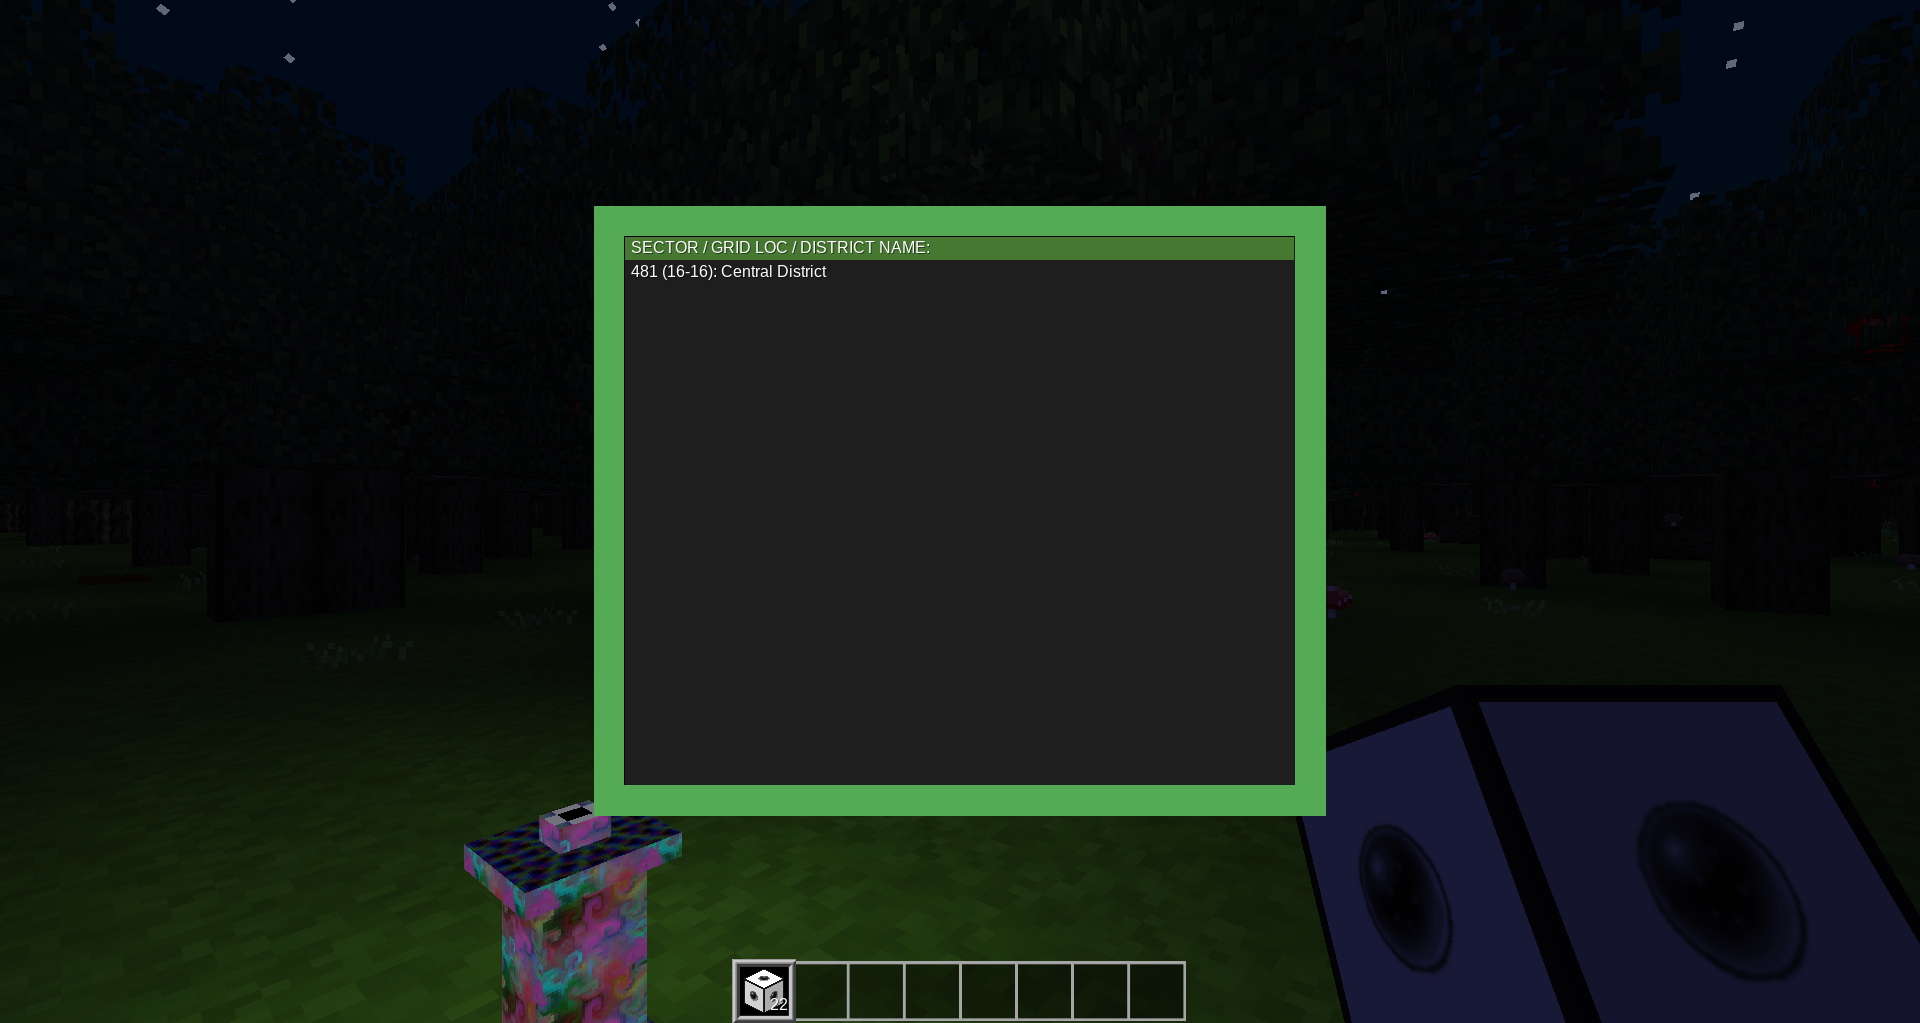 SECTOR / GRID LOC / DISTRICT NAME:
481 (16-16): Central District
22